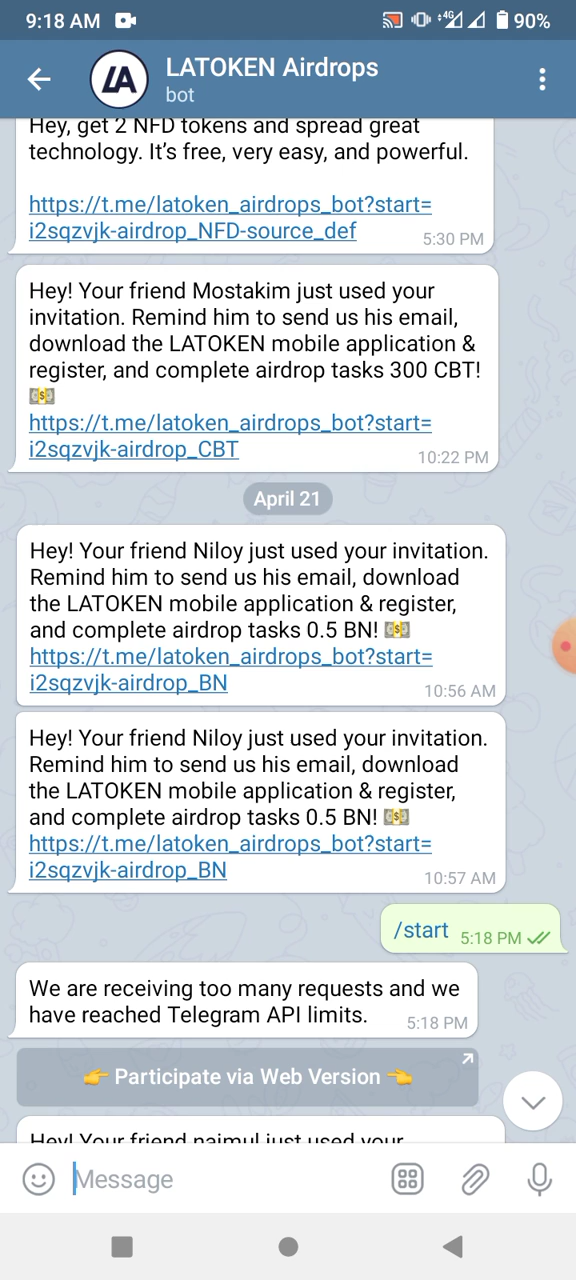 9:18 AM 4G 90%
LATOKEN Airdrops
bot
Hey, get 2 NFD tokens and spread great
technology. It’s free, very easy, and powerful.
https://t.me/latoken_airdrops_bot?start=
i2sqzvjk-airdrop_NFD-source_def 5:30 PM
Hey! Your friend Mostakim just used your
invitation. Remind him to send us his email,
download the LATOKEN mobile application &
register, and complete airdrop tasks 300 CBT!
💵
https://t.me/latoken_airdrops_bot?start=
i2sqzvjk-airdrop_CBT 10:22 PM
April 21
Hey! Your friend Niloy just used your invitation.
Remind him to send us his email, download
the LATOKEN mobile application & register,
and complete airdrop tasks 0.5 BN! 💵
https://t.me/latoken_airdrops_bot?start=
i2sqzvjk-airdrop_BN 10:56 AM
Hey! Your friend Niloy just used your invitation.
Remind him to send us his email, download
the LATOKEN mobile application & register,
and complete airdrop tasks 0.5 BN! 💵
https://t.me/latoken_airdrops_bot?start=
i2sqzvjk-airdrop_BN 10:57 AM
/start 5:18 PM
We are receiving too many requests and we
have reached Telegram API limits. 5:18 PM
👉 Participate via Web Version 👈
Hey! Your friend naimul just used your
Message